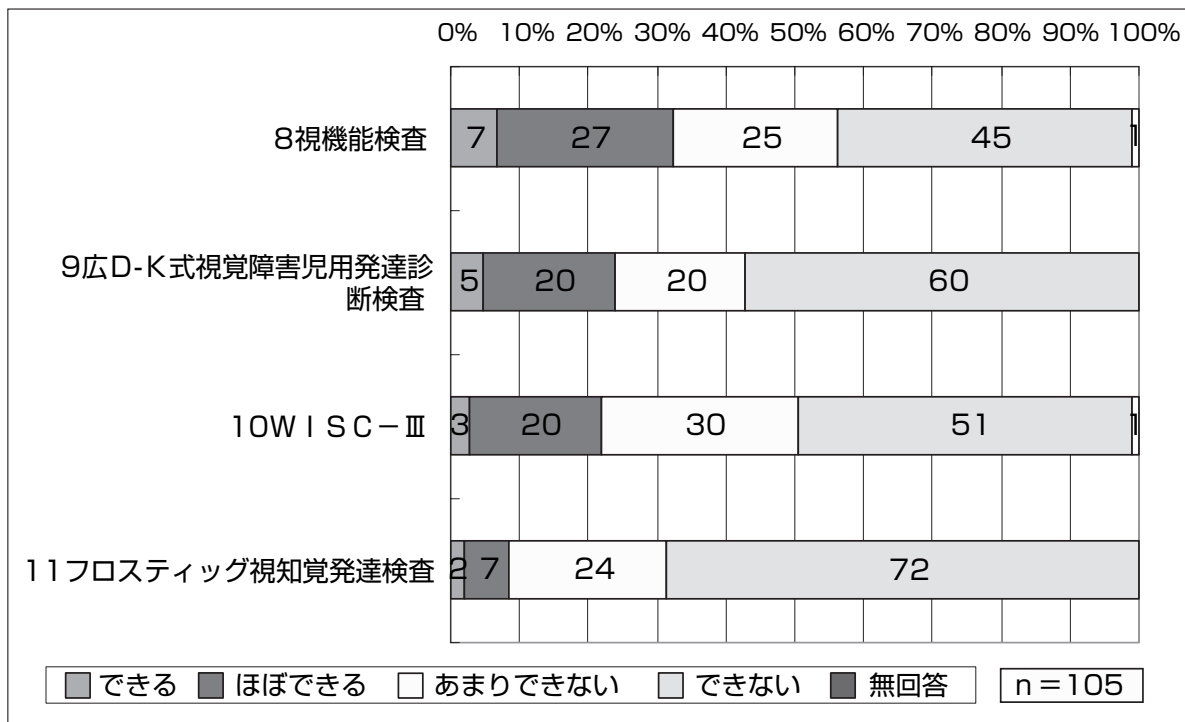 0% 10% 20% 30% 40% 50% 60% 70% 80% 90% 100%
8視機能検査 7 27 25 45 1
9広D-K式視覚障害児用発達診
断検査 5 20 20 60
10WISC-Ⅲ 3 20 30 51 1
11フロスティッグ視知覚発達検査 2 7 24 72
できる ほぼできる あまりできない できない 無回答 n=105